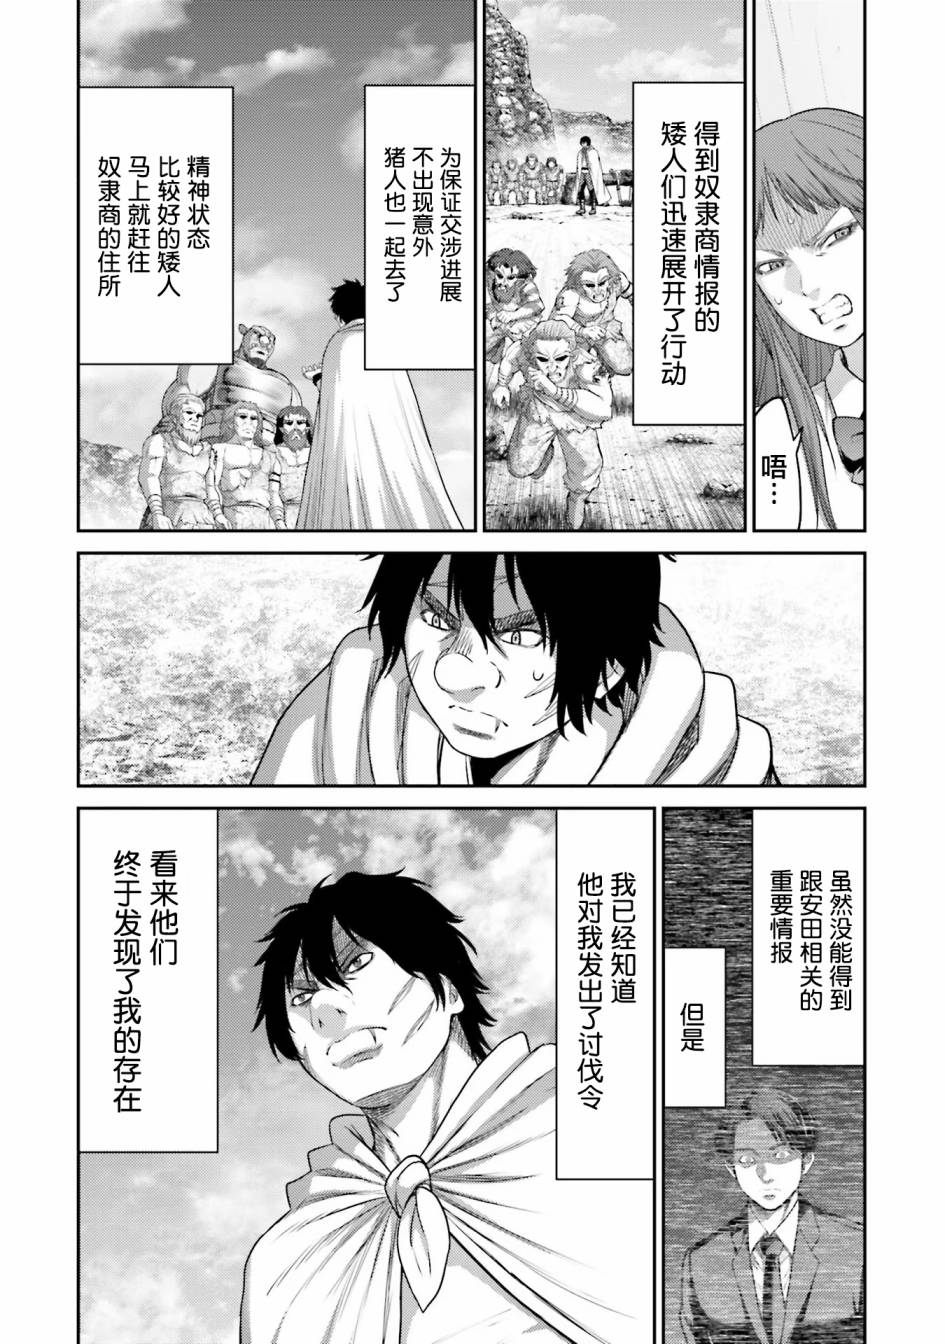 唔…
得到奴隶商情报的
矮人们迅速展开了行动
为保证交涉进展
不出现意外
猪人也一起去了
精神状态
比较好的矮人
马上就赶往
奴隶商的住所
虽然没能得到
跟安田相关的
重要情报
但是
我已经知道
他对我发出了讨伐令
看来他们
终于发现了我的存在